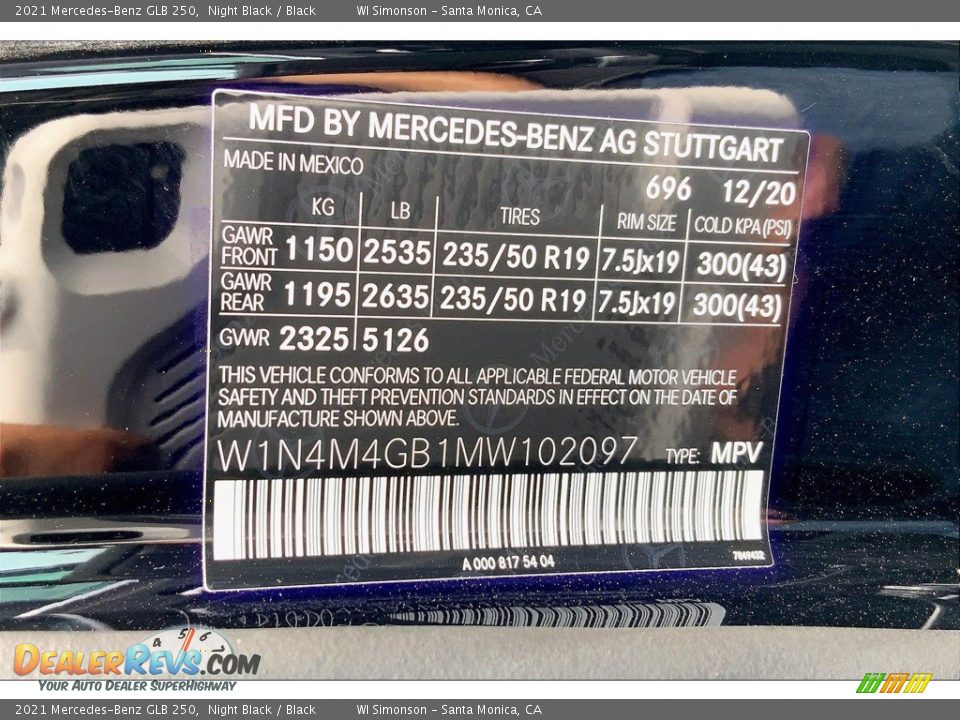 2021 Mercedes-Benz GLB 250, Night Black / Black WI Simonson - Santa Monica, CA
MFD BY MERCEDES-BENZ AG STUTTGART
MADE IN MEXICO
696 12/20
KG LB TIRES RIM SIZE COLD KPA(PSI)
GAWR FRONT 1150 2535 235/50 R19 7.5Jx19 300(43)
GAWR REAR 1195 2635 235/50 R19 7.5Jx19 300(43)
GVWR 2325 5126
THIS VEHICLE CONFORMS TO ALL APPLICABLE FEDERAL MOTOR VEHICLE
SAFETY AND THEFT PREVENTION STANDARDS IN EFFECT ON THE DATE OF
MANUFACTURE SHOWN ABOVE.
W1N4M4GB1MW102097 TYPE: MPV
A 000 817 54 04
7049432
4 5 6
DEALERREVS.COM
YOUR AUTO DEALER SUPERHIGHWAY
2021 Mercedes-Benz GLB 250, Night Black / Black WI Simonson - Santa Monica, CA